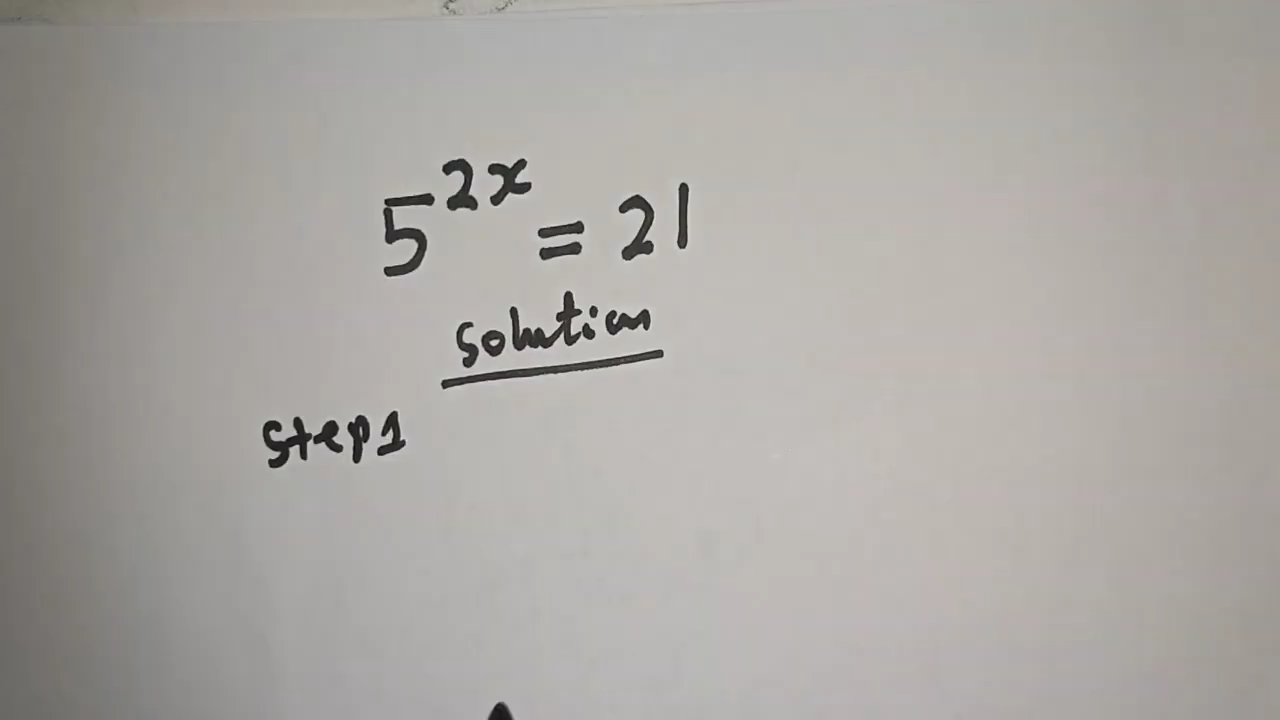 5^{2x} = 21
Solution
Step1